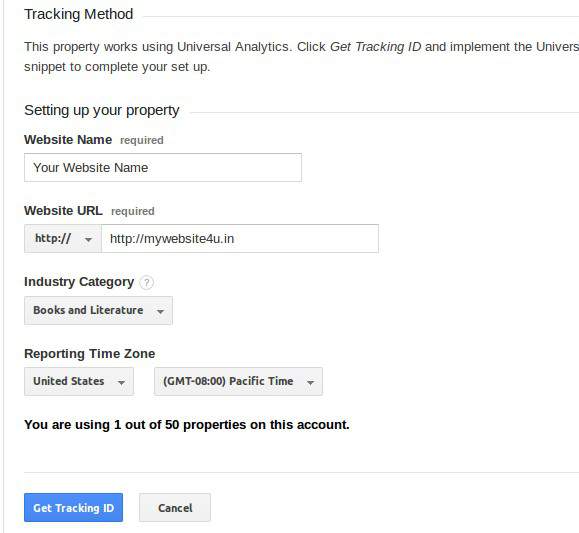 Tracking Method
This property works using Universal Analytics. Click Get Tracking ID and implement the
snippet to complete your set up.
Setting up your property
Website Name required
Your Website Name
Website URL required
http:// http://mywebsite4u.in
Industry Category ?
Books and Literature
Reporting Time Zone
United States (GMT-08:00) Pacific Time
You are using 1 out of 50 properties on this account.
Get Tracking ID Cancel